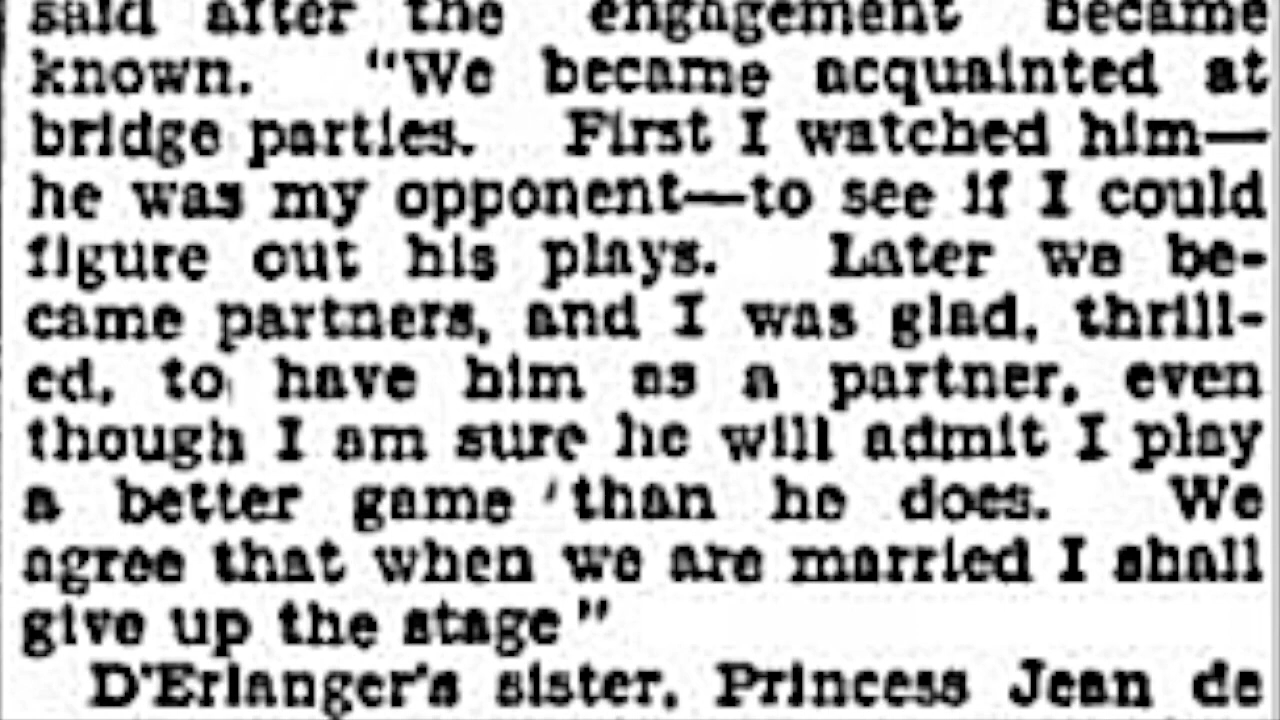 said after the engagement became
known. "We became acquainted at
bridge parties. First I watched him—
he was my opponent—to see if I could
figure out his plays. Later we be-
came partners, and I was glad, thrill-
ed, to have him as a partner, even
though I am sure he will admit I play
a better game 'than he does. We
agree that when we are married I shall
give up the stage"
D'Erlanger's sister, Princess Jean de